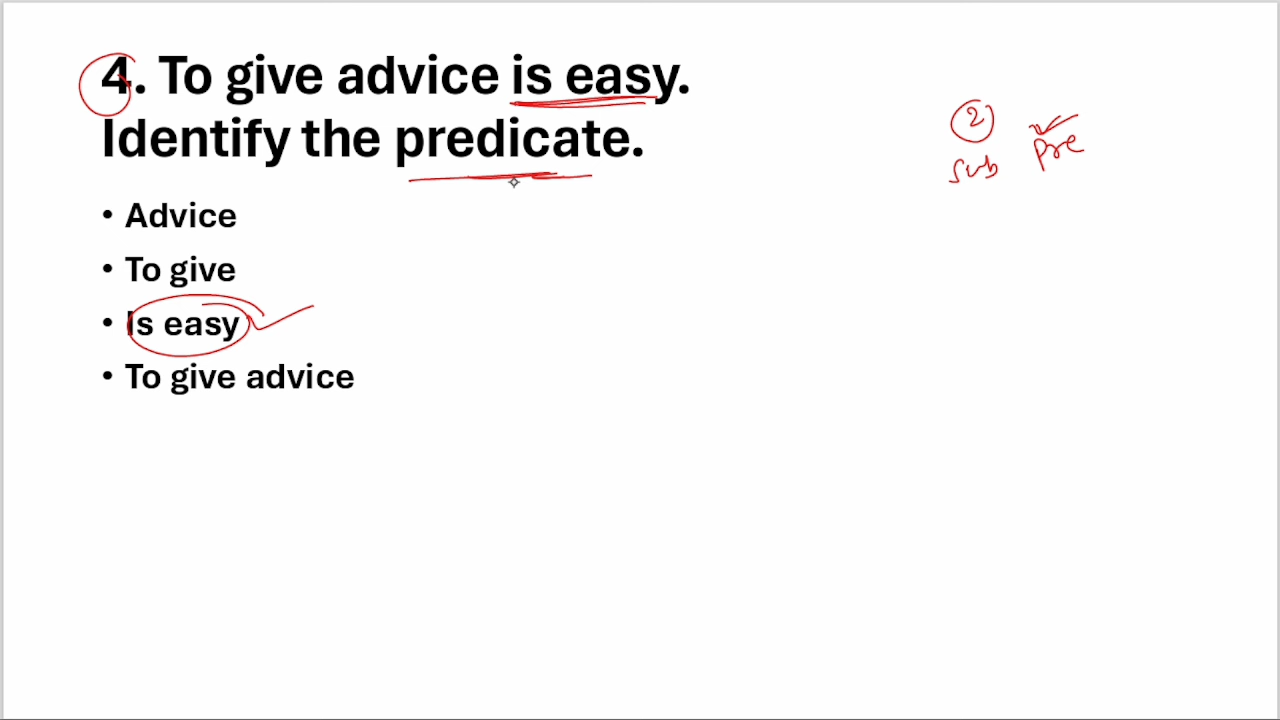 4. To give advice is easy.
Identify the predicate.
2
Sub Pre
• Advice
• To give
• Is easy
• To give advice